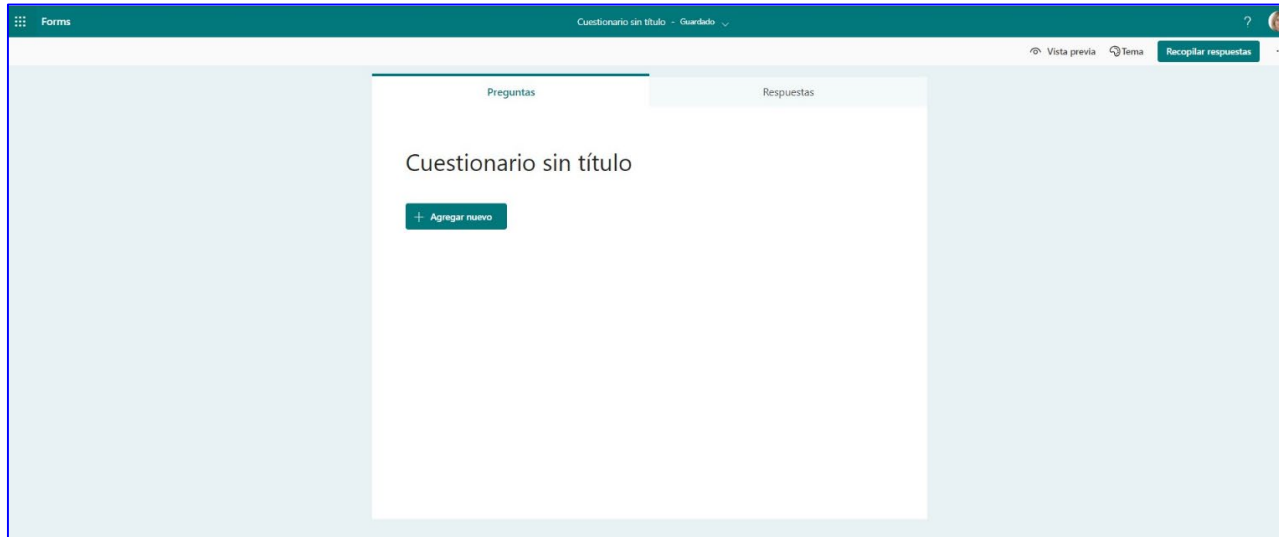 Forms
Cuestionario sin título - Guardado
?
Vista previa
Tema
Recopilar respuestas
Preguntas
Respuestas
Cuestionario sin título
+ Agregar nuevo